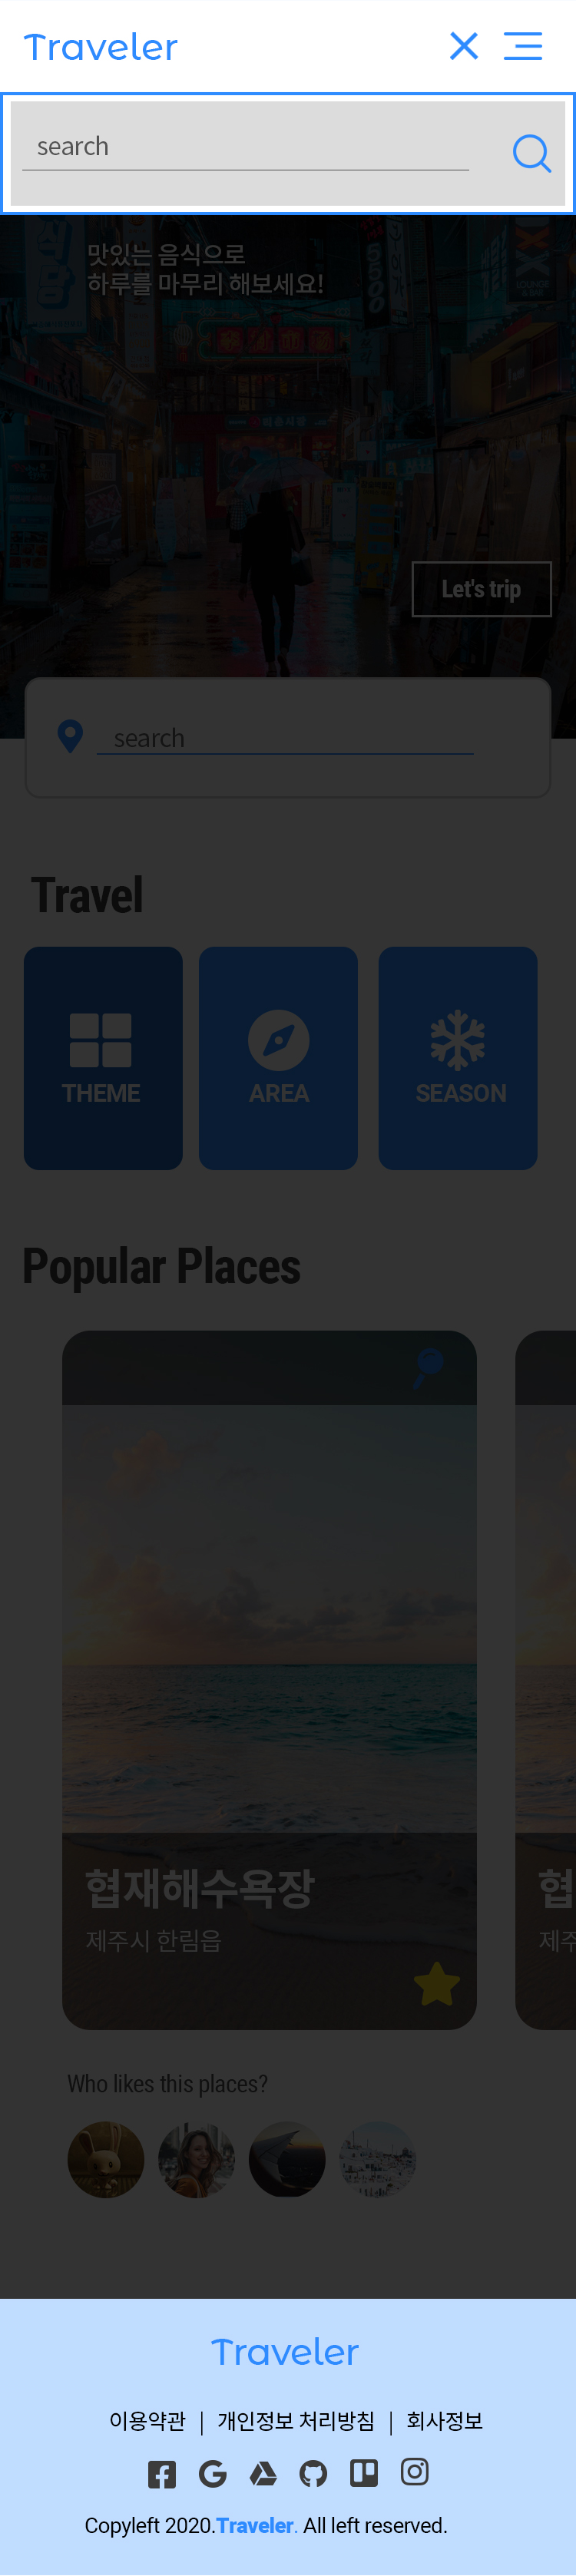 Traveler
search
맛있는 음식으로
하루를 마무리 해보세요!
LOUNGE
& BAR
Let's trip
search
Travel
THEME AREA SEASON
Popular Places
협재해수욕장
제주시 한림읍
Who likes this places?
Traveler
이용약관 | 개인정보 처리방침 | 회사정보
Copyleft 2020.Traveler. All left reserved.